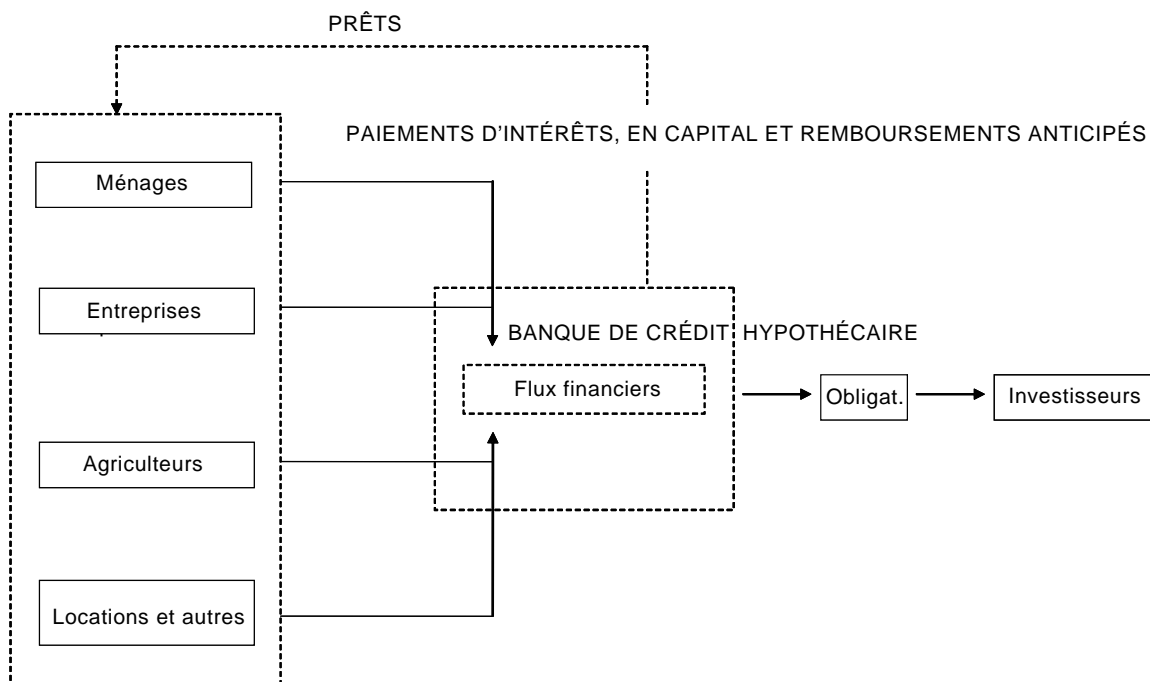 PRÊTS
PAIEMENTS D'INTÉRÊTS, EN CAPITAL ET REMBOURSEMENTS ANTICIPÉS
Ménages
Entreprises
BANQUE DE CRÉDIT HYPOTHÉCAIRE
Flux financiers
Obligat.
Investisseurs
Agriculteurs
Locations et autres